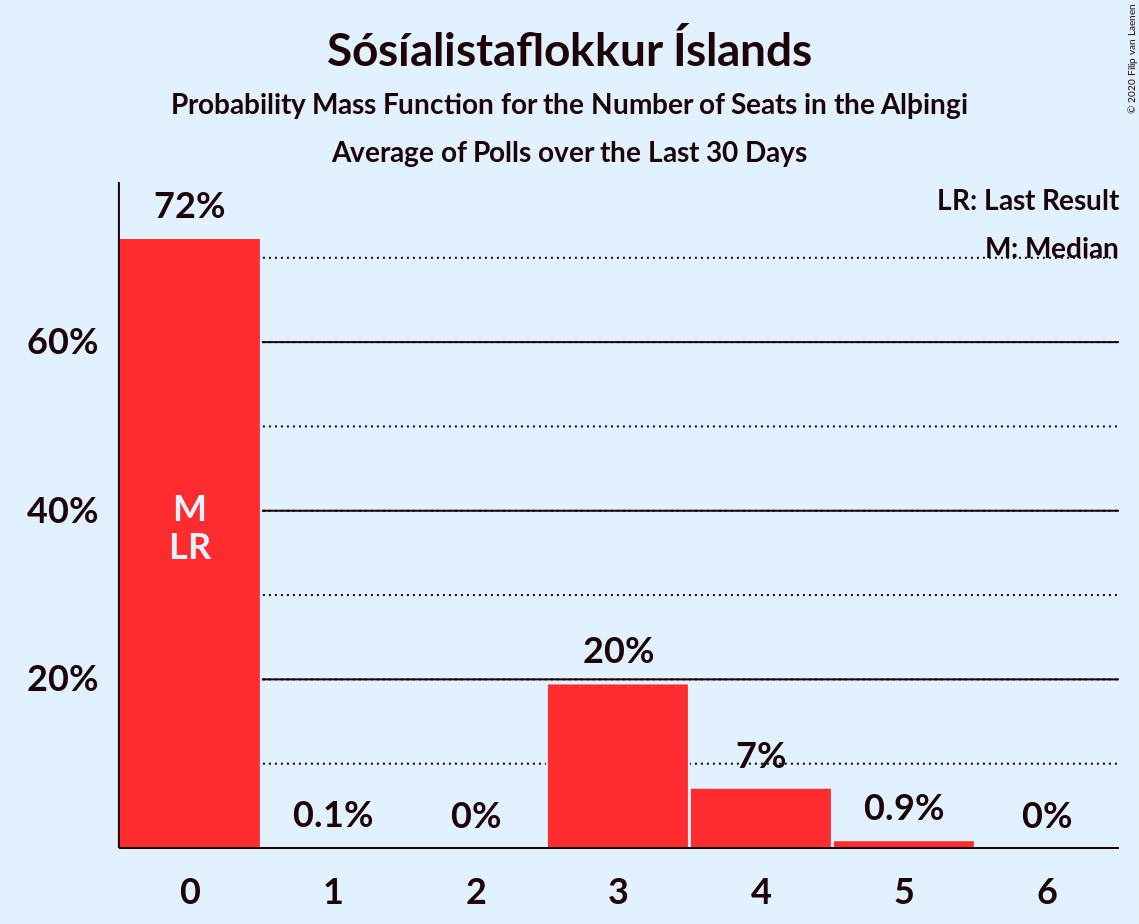 Sósíalistaflokkur Íslands
Probability Mass Function for the Number of Seats in the Alþingi
Average of Polls over the Last 30 Days
© 2020 Filip van Laenen
LR: Last Result
M: Median
72%
60%
40%
20%
M
LR
0.1%
0%
20%
7%
0.9%
0%
0 1 2 3 4 5 6